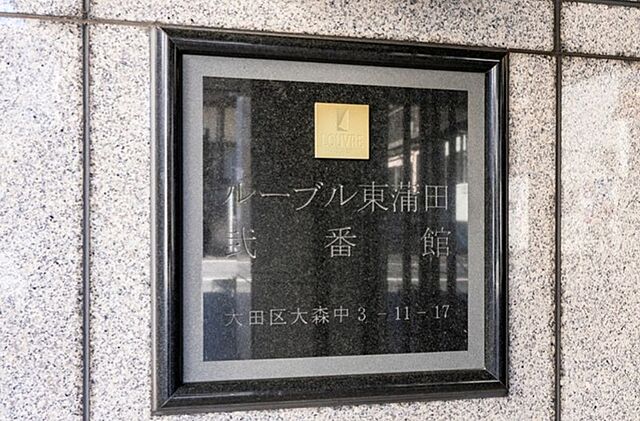 LOUVRE
ルーブル東蒲田
弐番館
大田区大森中3-11-17